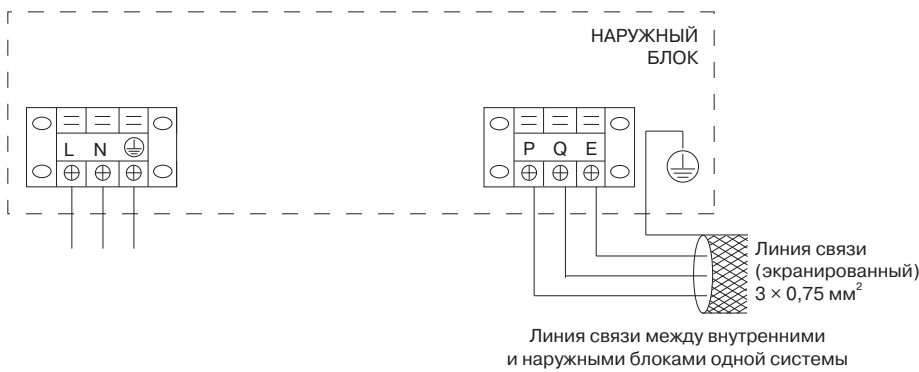 НАРУЖНЫЙ
БЛОК
L N
P Q E
Линия связи
(экранированный)
3 × 0,75 мм²
Линия связи между внутренними
и наружными блоками одной системы